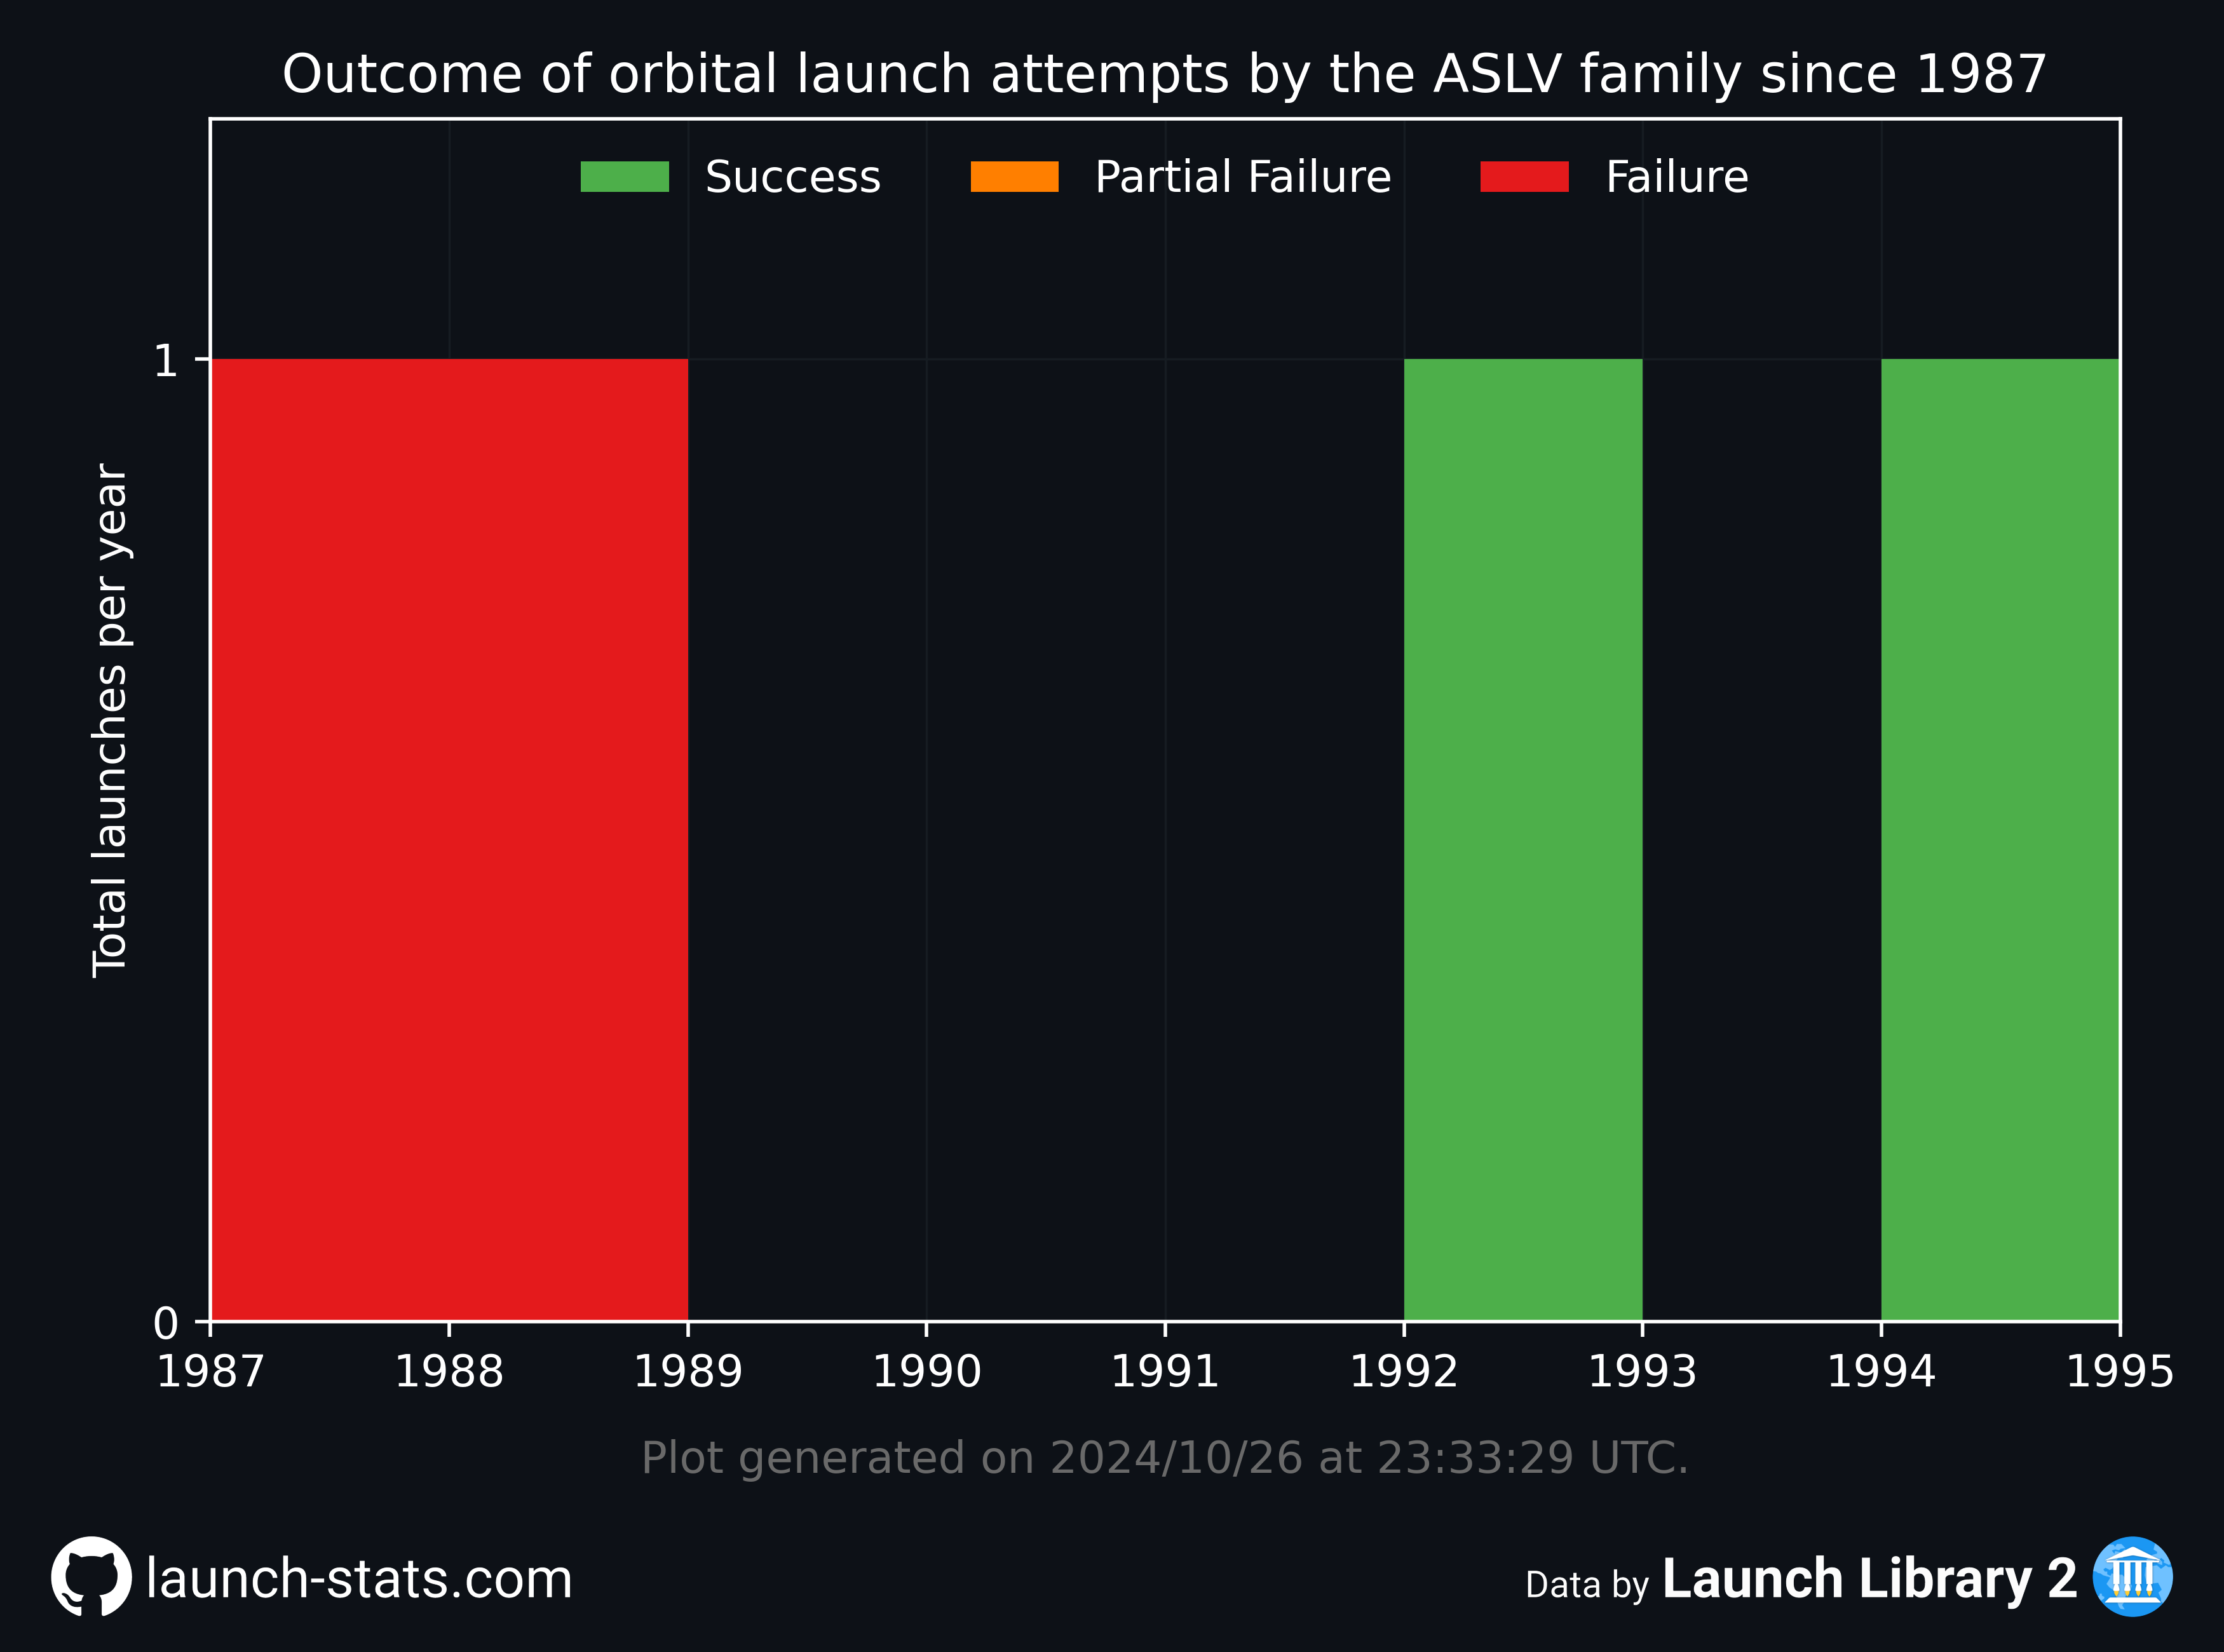 Outcome of orbital launch attempts by the ASLV family since 1987
Success Partial Failure Failure
Total launches per year
1
0
1987 1988 1989 1990 1991 1992 1993 1994 1995
Plot generated on 2024/10/26 at 23:33:29 UTC.
launch-stats.com
Data by Launch Library 2